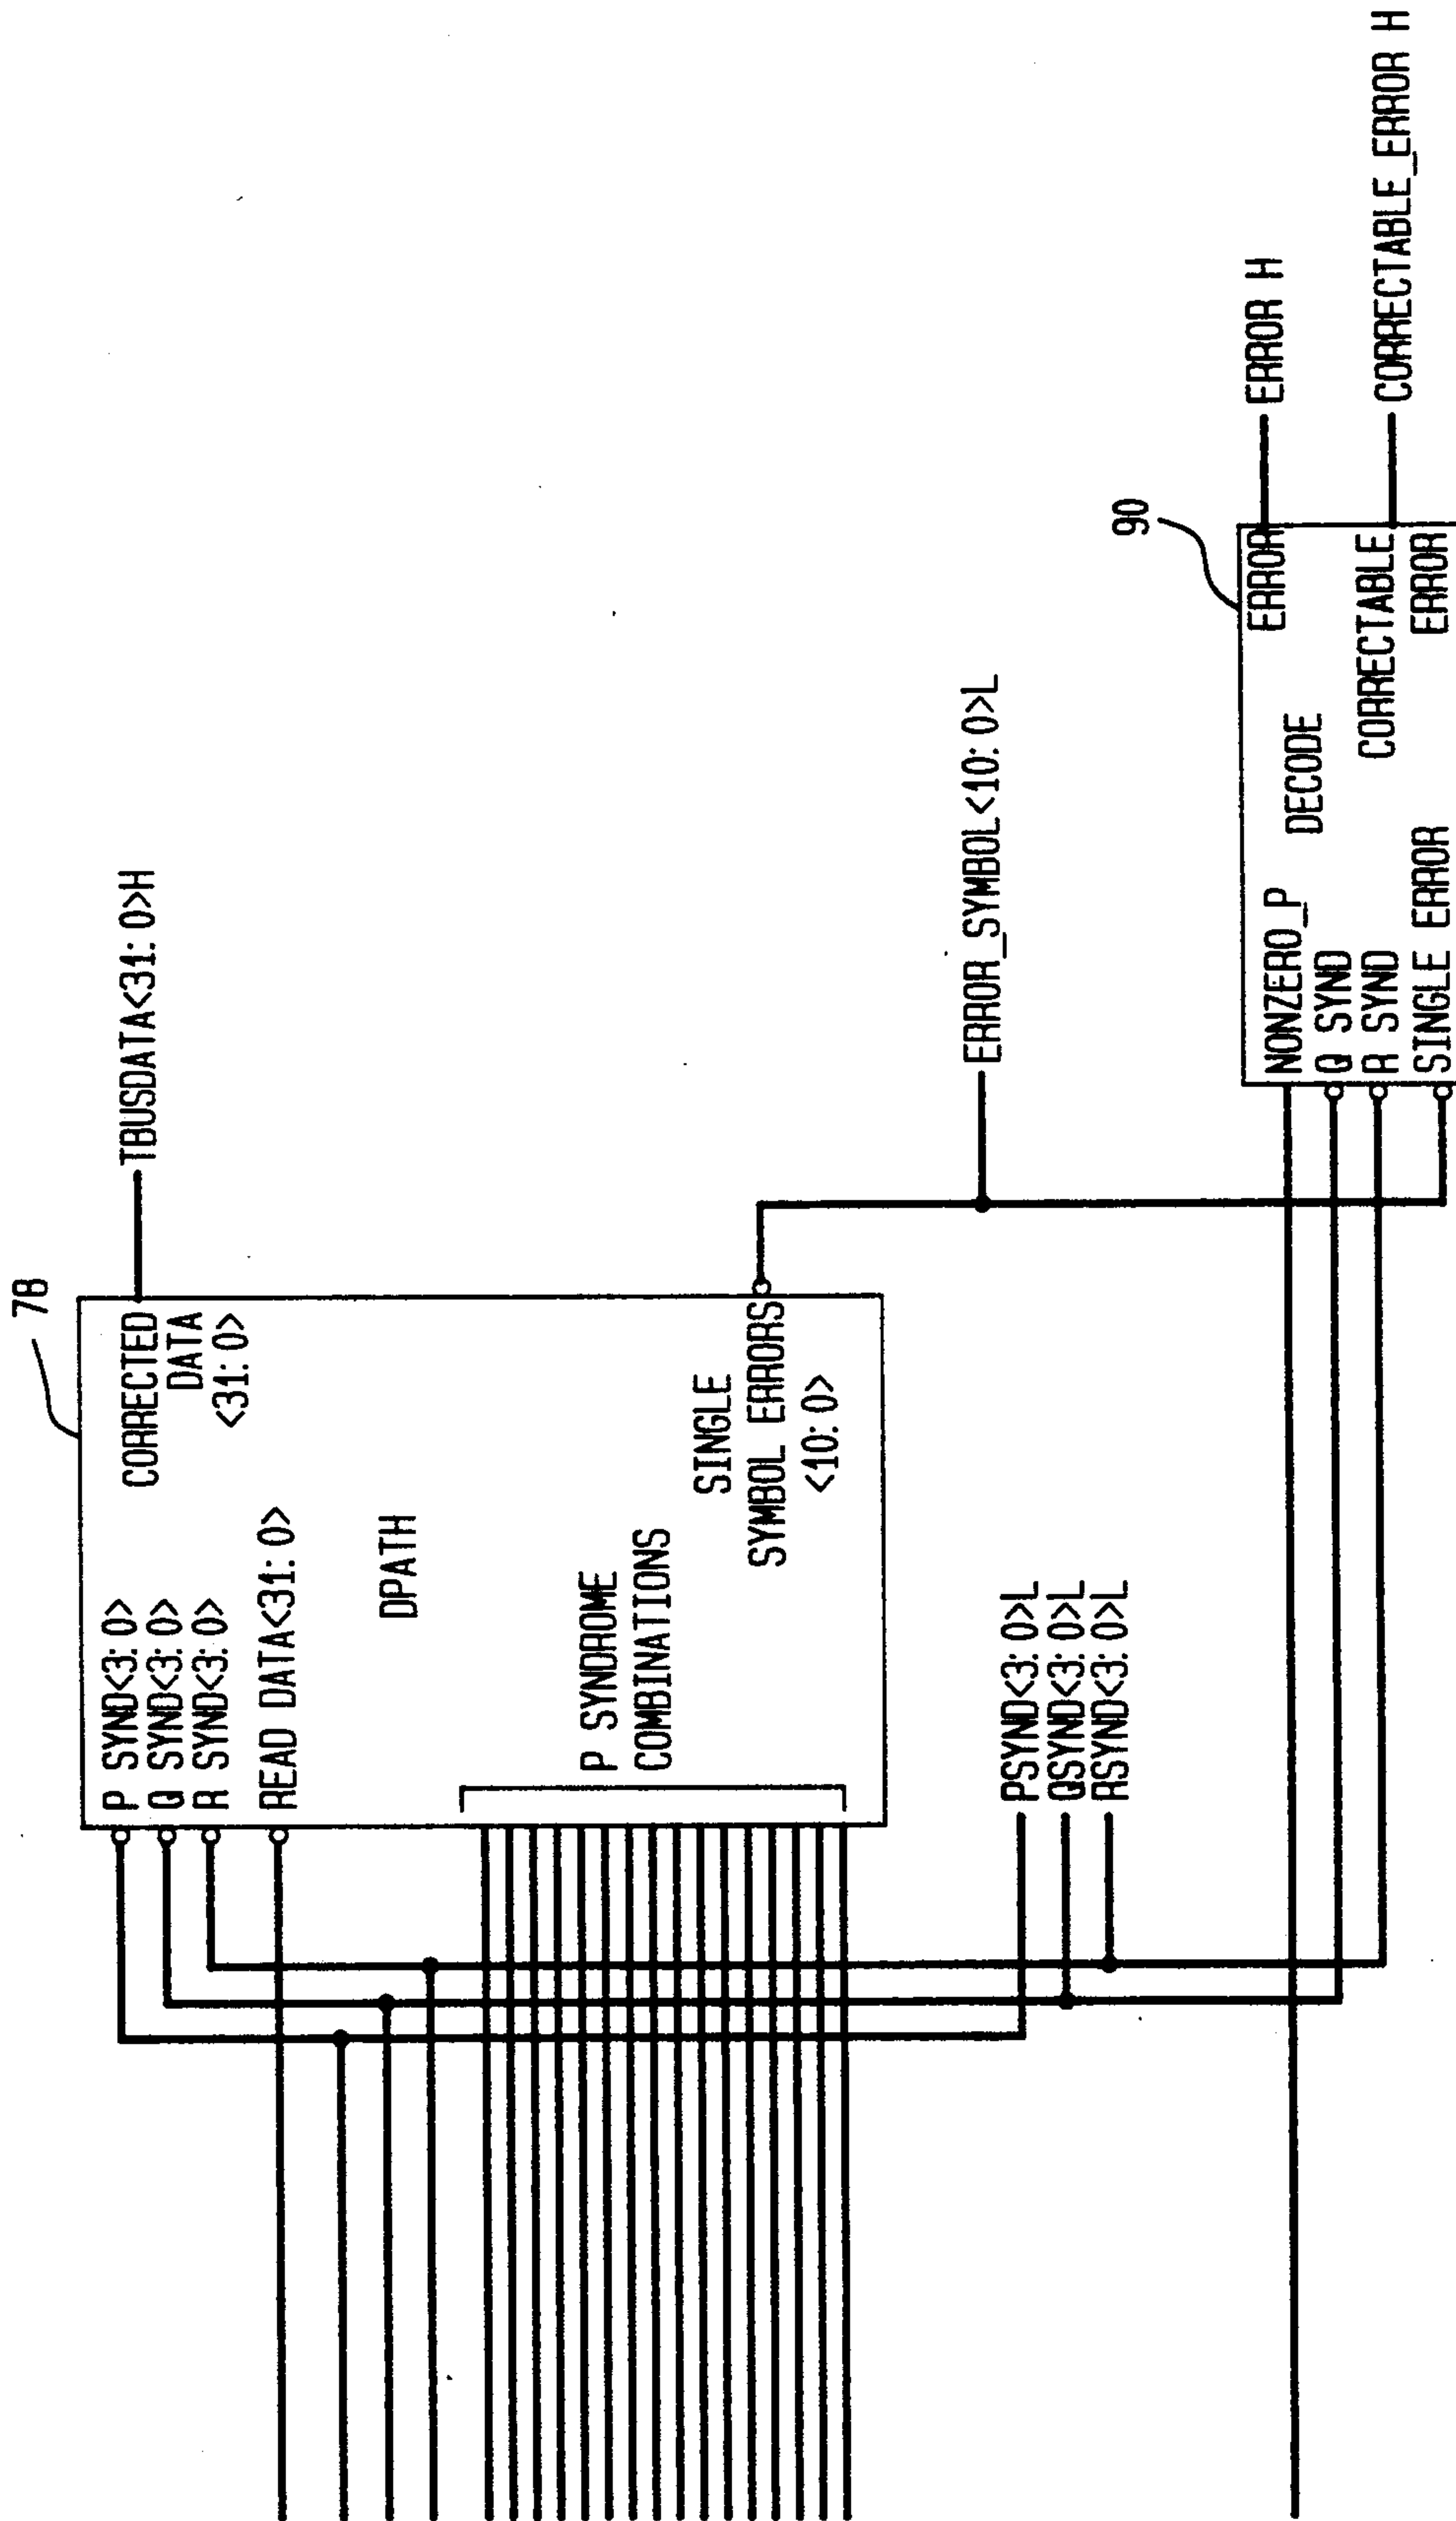 78
P SYND<3:0>
Q SYND<3:0>
R SYND<3:0>
READ DATA<31:0>
CORRECTED
DATA
<31:0>
TBUSDATA<31:0>H
DPATH
P SYNDROME
COMBINATIONS
SINGLE
SYMBOL ERRORS
<10:0>
ERROR_SYMBOL<10:0>L
PSYND<3:0>L
QSYND<3:0>L
RSYND<3:0>L
90
NONZERO_P
Q SYND
R SYND
SINGLE ERROR
DECODE
ERROR
CORRECTABLE
ERROR
ERROR H
CORRECTABLE_ERROR H